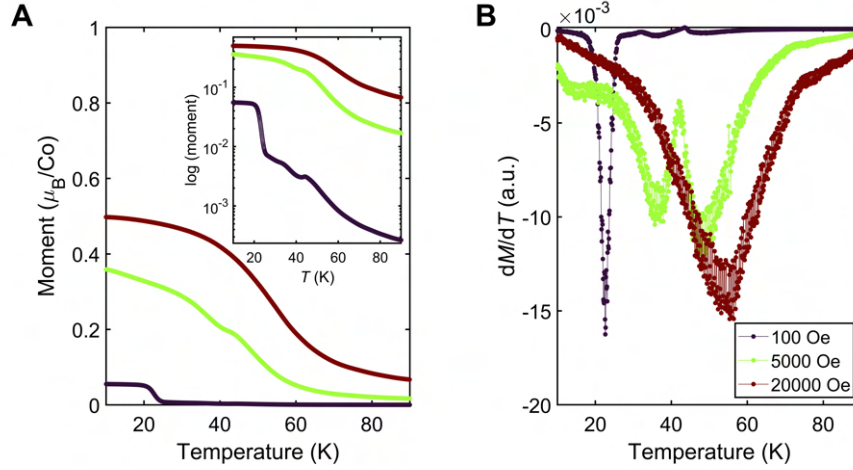 A
Moment (μB/Co)
1
0.8
0.6
0.4
0.2
0
20
40
60
80
Temperature (K)
log (moment)
10-1
10-2
10-3
20
40
60
80
T (K)
B
×10-3
dM/dT (a.u.)
0
-5
-10
-15
-20
20
40
60
80
Temperature (K)
100 Oe
5000 Oe
20000 Oe